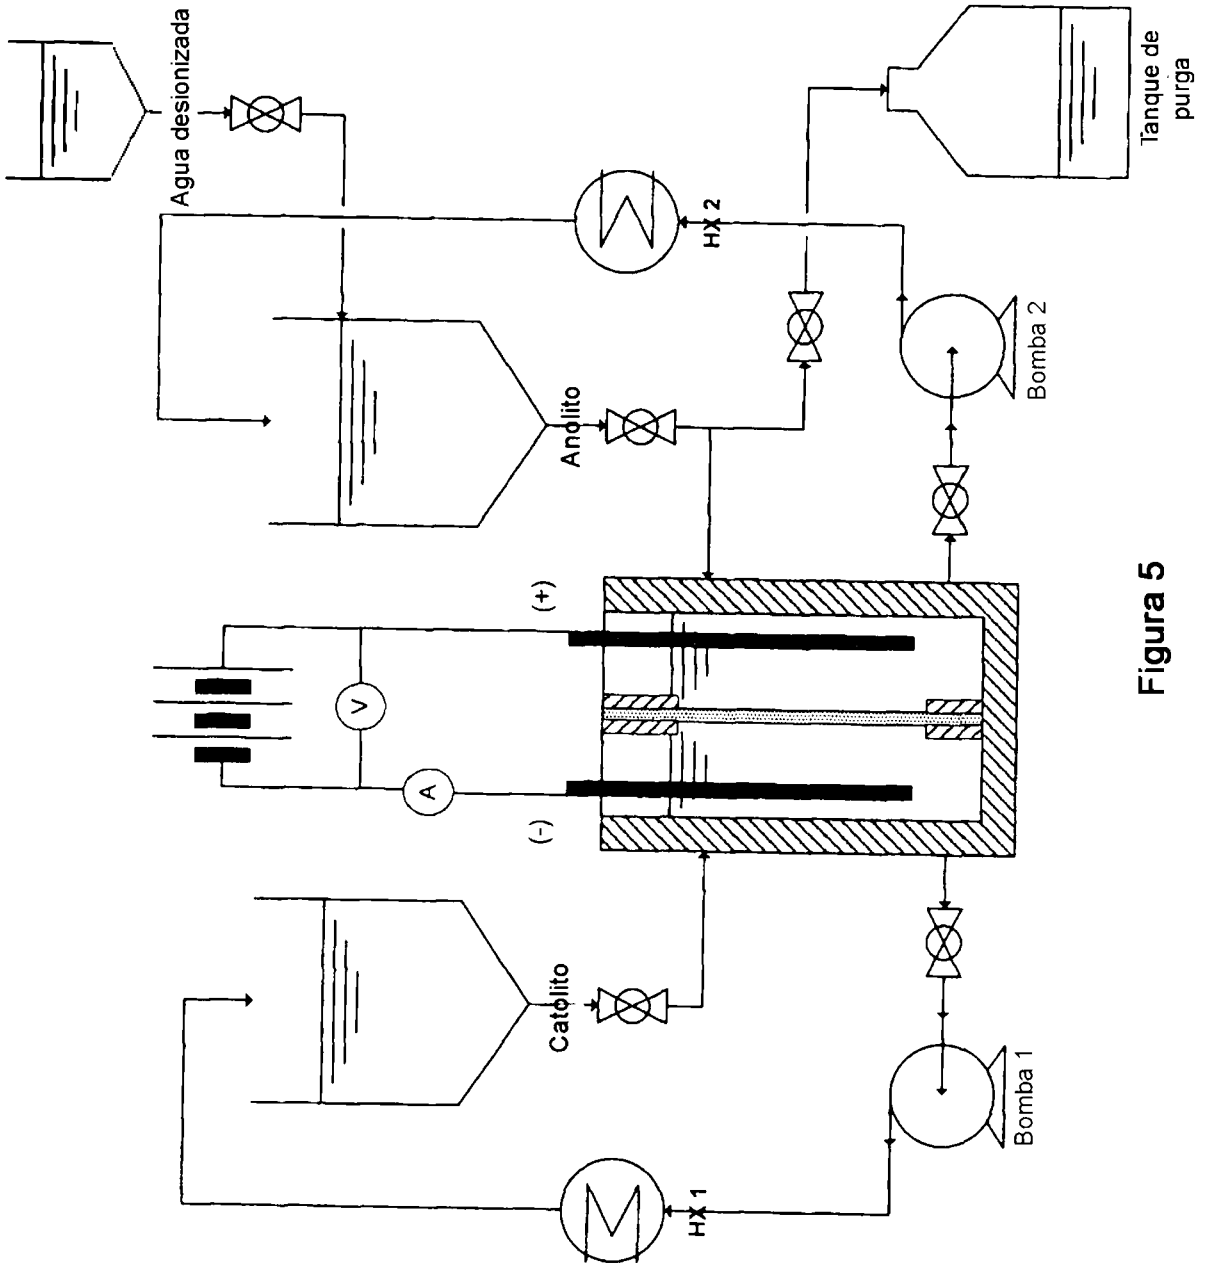 Agua desionizada
Tanque de
purga
HX 2
Anolito
Bomba 2
(+)
V
A
(-)
Catolito
HX 1
Bomba 1
Figura 5